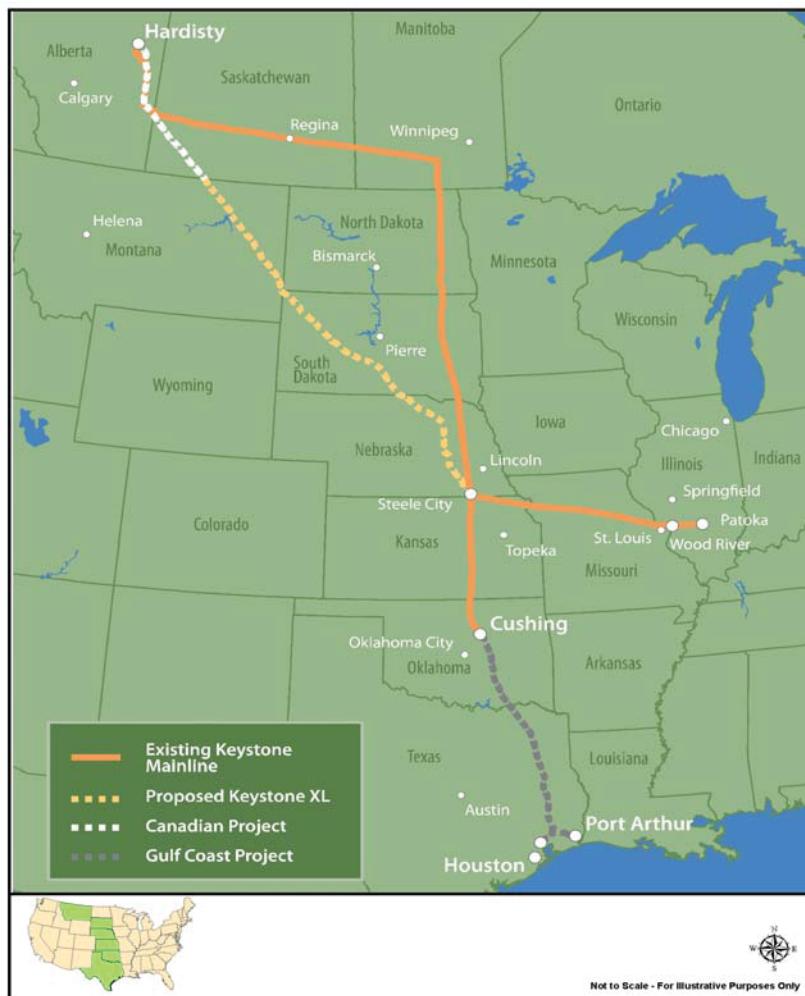 Hardisty
Alberta
Manitoba
Saskatchewan
Calgary
Ontario
Regina
Winnipeg
Helena
Montana
North Dakota
Bismarck
Minnesota
Wisconsin
Pierre
South
Dakota
Wyoming
Iowa
Chicago
Nebraska
Lincoln
Illinois
Indiana
Springfield
Steele City
Patoka
Colorado
Kansas
Topeka
St. Louis
Wood River
Missouri
Cushing
Oklahoma City
Oklahoma
Arkansas
Existing Keystone
Mainline
Proposed Keystone XL
Canadian Project
Gulf Coast Project
Texas
Louisiana
Austin
Port Arthur
Houston
N
W
E
S
Not to Scale - For Illustrative Purposes Only